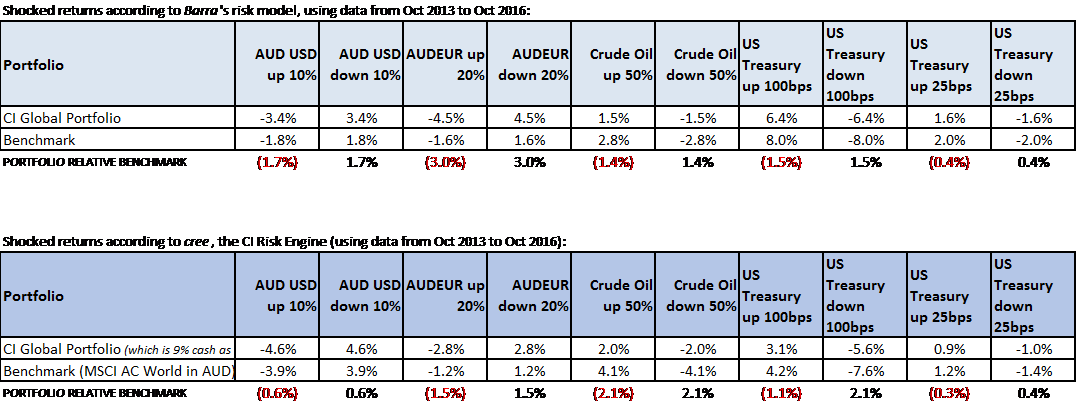 Shocked returns according to Barra's risk model, using data from Oct 2013 to Oct 2016:
Portfolio AUD USD up 10% AUD USD down 10% AUDEUR up 20% AUDEUR down 20% Crude Oil up 50% Crude Oil down 50% US Treasury up 100bps US Treasury down 100bps US Treasury up 25bps US Treasury down 25bps
CI Global Portfolio -3.4% 3.4% -4.5% 4.5% 1.5% -1.5% 6.4% -6.4% 1.6% -1.6%
Benchmark -1.8% 1.8% -1.6% 1.6% 2.8% -2.8% 8.0% -8.0% 2.0% -2.0%
PORTFOLIO RELATIVE BENCHMARK (1.7%) 1.7% (3.0%) 3.0% (1.4%) 1.4% (1.5%) 1.5% (0.4%) 0.4%
Shocked returns according to cree, the CI Risk Engine (using data from Oct 2013 to Oct 2016):
Portfolio AUD USD up 10% AUD USD down 10% AUDEUR up 20% AUDEUR down 20% Crude Oil up 50% Crude Oil down 50% US Treasury up 100bps US Treasury down 100bps US Treasury up 25bps US Treasury down 25bps
CI Global Portfolio (which is 9% cash as -4.6% 4.6% -2.8% 2.8% 2.0% -2.0% 3.1% -5.6% 0.9% -1.0%
Benchmark (MSCI AC World in AUD) -3.9% 3.9% -1.2% 1.2% 4.1% -4.1% 4.2% -7.6% 1.2% -1.4%
PORTFOLIO RELATIVE BENCHMARK (0.6%) 0.6% (1.5%) 1.5% (2.1%) 2.1% (1.1%) 2.1% (0.3%) 0.4%